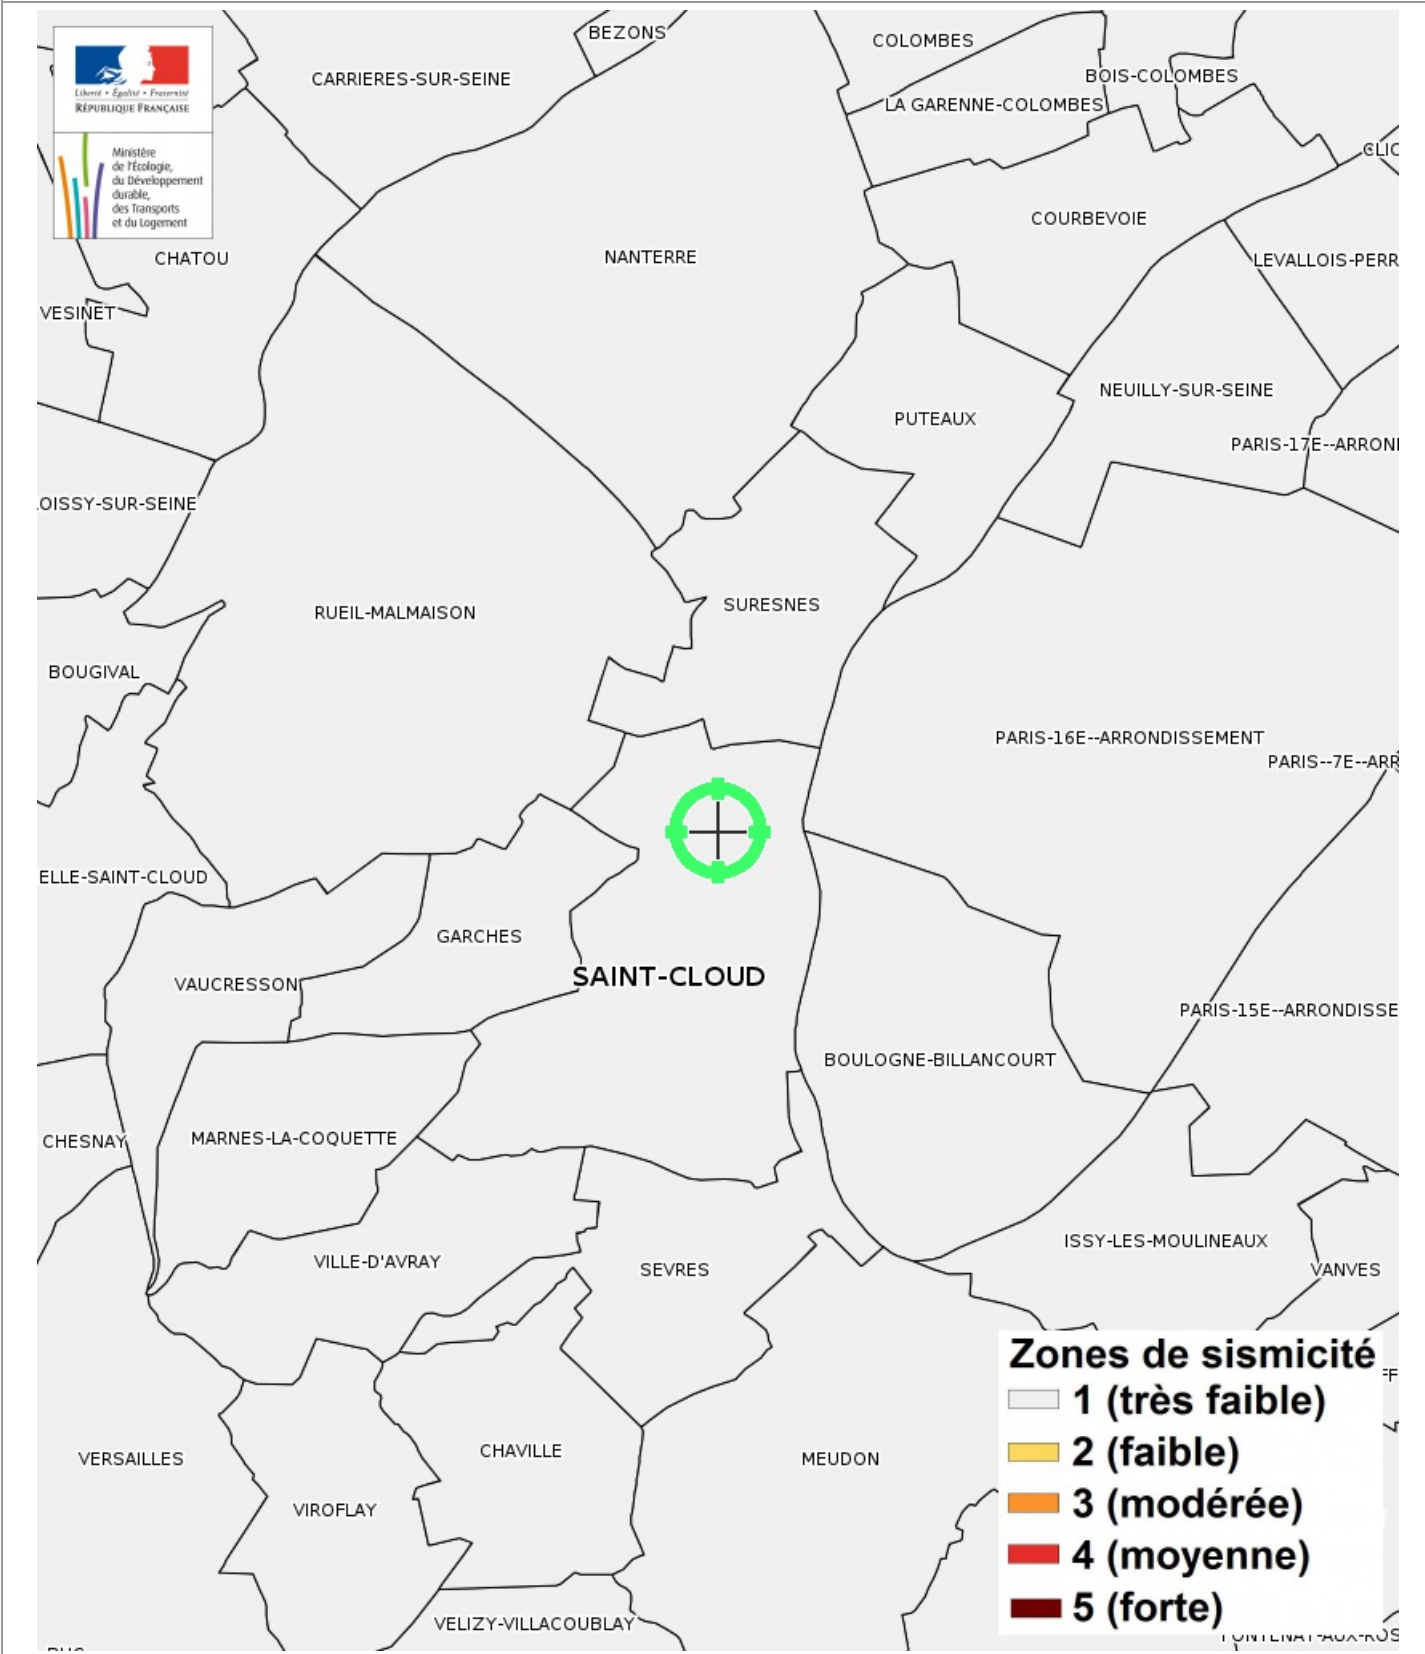 BEZONS
COLOMBES
CARRIERES-SUR-SEINE
BOIS-COLOMBES
Liberté • Égalité • Fraternité
RÉPUBLIQUE FRANÇAISE
LA GARENNE-COLOMBES
CLIC
Ministère
de l'Écologie,
du Développement
durable,
des Transports
et du Logement
COURBEVOIE
CHATOU
NANTERRE
LEVALLOIS-PERR
VESINET
NEUILLY-SUR-SEINE
PUTEAUX
PARIS-17E--ARRON
OISSY-SUR-SEINE
SURESNES
RUEIL-MALMAISON
BOUGIVAL
PARIS-16E--ARRONDISSEMENT
PARIS--7E--ARR
ELLE-SAINT-CLOUD
GARCHES
SAINT-CLOUD
VAUCRESSON
PARIS-15E--ARRONDISSE
BOULOGNE-BILLANCOURT
CHESNAY
MARNES-LA-COQUETTE
ISSY-LES-MOULINEAUX
VILLE-D'AVRAY
SEVRES
VANVES
Zones de sismicité
1 (très faible)
2 (faible)
3 (modérée)
4 (moyenne)
5 (forte)
VERSAILLES
CHAVILLE
MEUDON
VIROFLAY
VELIZY-VILLACOUBLAY